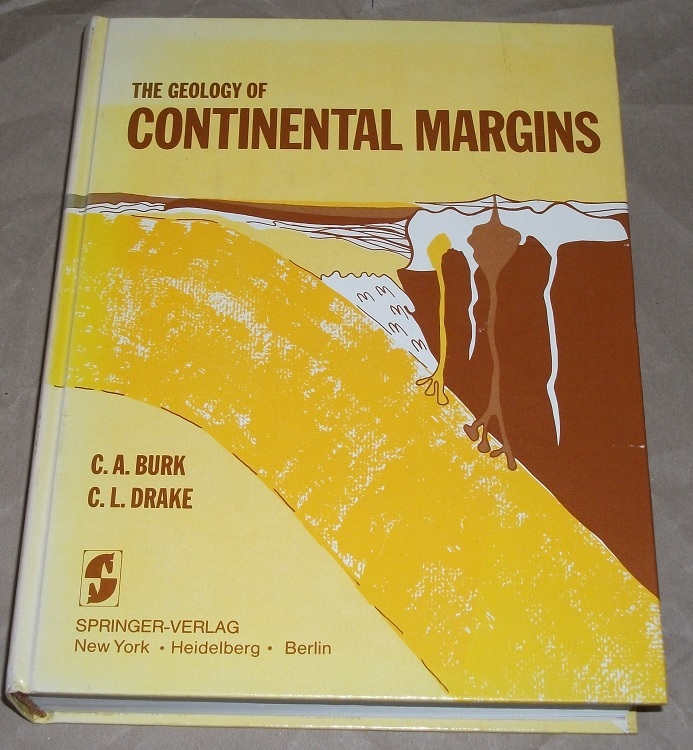 THE GEOLOGY OF
CONTINENTAL MARGINS
C. A. BURK
C. L. DRAKE
S
SPRINGER-VERLAG
New York • Heidelberg • Berlin